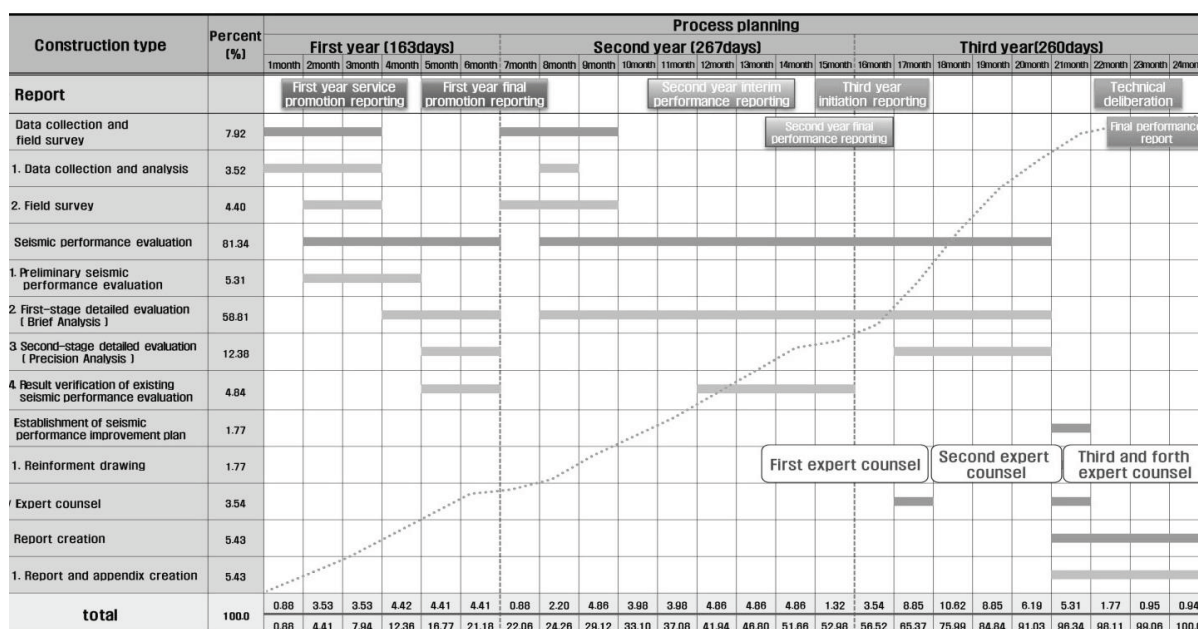 Construction type
Percent
(%)
Process planning
First year (163days)
Second year (267days)
Third year(260days)
1month 2month 3month 4month 5month 6month 7month 8month 9month 10month 11month 12month 13month 14month 15month 16month 17month 18month 19month 20month 21month 22month 23month 24month
Report
First year service
promotion reporting
First year final
promotion reporting
Second year interim
performance reporting
Third year
initiation reporting
Technical
deliberation
Data collection and
field survey
7.92
Second year final
performance reporting
Final performance
report
1. Data collection and analysis
3.52
2. Field survey
4.40
Seismic performance evaluation
81.34
1. Preliminary seismic
performance evaluation
5.31
2. First-stage detailed evaluation
( Brief Analysis )
58.81
3. Second-stage detailed evaluation
( Precision Analysis )
12.38
4. Result verification of existing
seismic performance evaluation
4.84
Establishment of seismic
performance improvement plan
1.77
1. Reinforment drawing
1.77
First expert counsel
Second expert
counsel
Third and forth
expert counsel
Expert counsel
3.54
Report creation
5.43
1. Report and appendix creation
5.43
total
100.0
0.88 3.53 3.53 4.42 4.41 4.41 0.88 2.20 4.86 3.98 3.98 4.86 4.86 4.86 1.32 3.54 8.85 10.62 8.85 6.19 5.31 1.77 0.95 0.94
0.88 4.41 7.94 12.36 16.77 21.18 22.06 24.26 29.12 33.10 37.08 41.94 46.80 51.66 52.98 56.52 65.37 75.99 84.84 91.03 96.34 98.11 99.06 100